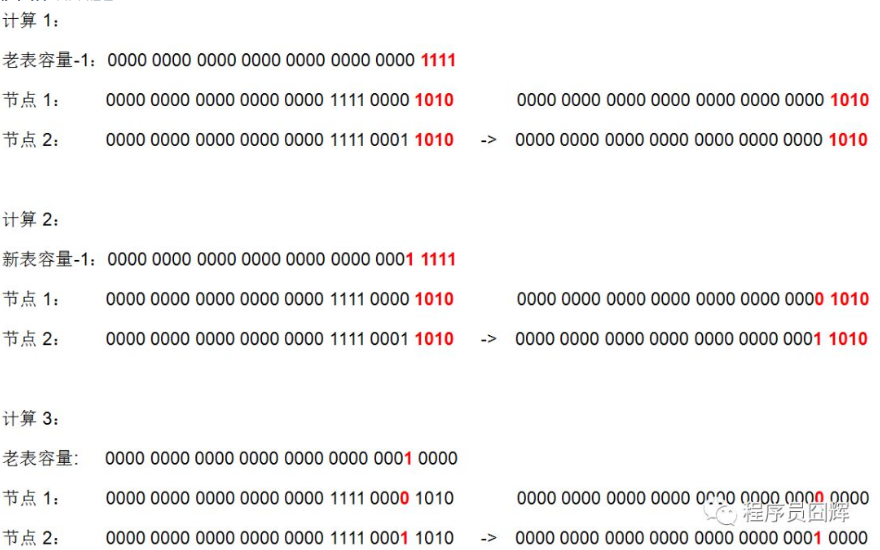 计算 1：
老表容量-1：0000 0000 0000 0000 0000 0000 0000 1111
节点 1： 0000 0000 0000 0000 0000 1111 0000 1010 0000 0000 0000 0000 0000 0000 0000 1010
节点 2： 0000 0000 0000 0000 0000 1111 0001 1010 -> 0000 0000 0000 0000 0000 0000 0000 1010
计算 2：
新表容量-1：0000 0000 0000 0000 0000 0000 0001 1111
节点 1： 0000 0000 0000 0000 0000 1111 0000 1010 0000 0000 0000 0000 0000 0000 0000 1010
节点 2： 0000 0000 0000 0000 0000 1111 0001 1010 -> 0000 0000 0000 0000 0000 0000 0001 1010
计算 3：
老表容量: 0000 0000 0000 0000 0000 0000 0001 0000
节点 1： 0000 0000 0000 0000 0000 1111 0000 1010 0000 0000 0000 0000 0000 0000 0000 0000
程序员囧辉
节点 2： 0000 0000 0000 0000 0000 1111 0001 1010 -> 0000 0000 0000 0000 0000 0000 0001 0000